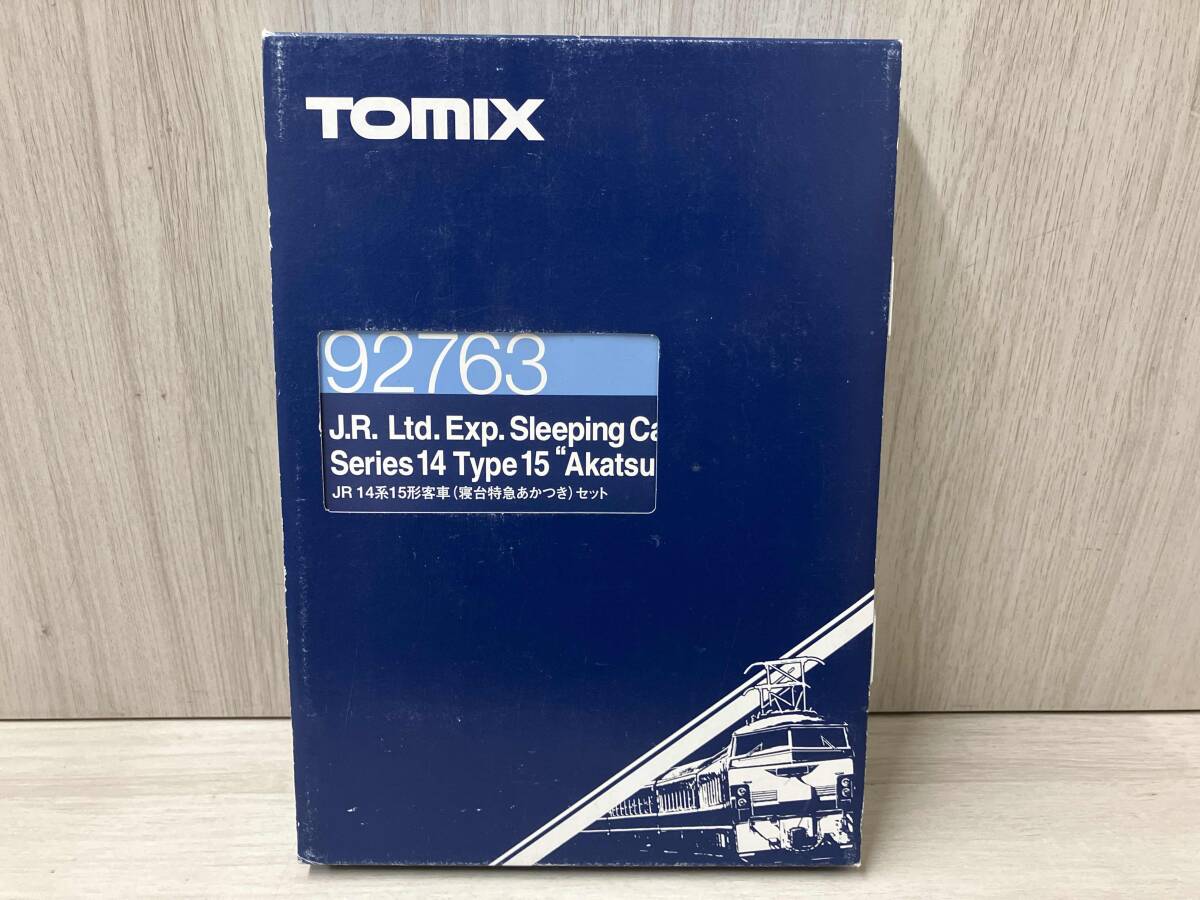 TOMIX
92763
J.R. Ltd. Exp. Sleeping Ca
Series 14 Type 15 “Akatsu
JR 14系15形客車(寝台特急あかつき)セット